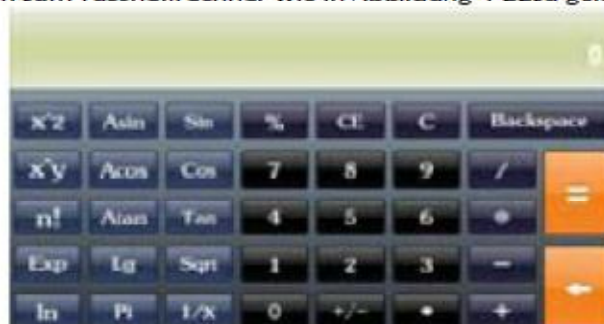 0
x^2 Asin Sin % CE C Backspace
x^y Acos Cos 7 8 9 / =
n! Atan Tan 4 5 6
Exp Lg Sqrt 1 2 3 -
ln Pi 1/X 0 +/- . +